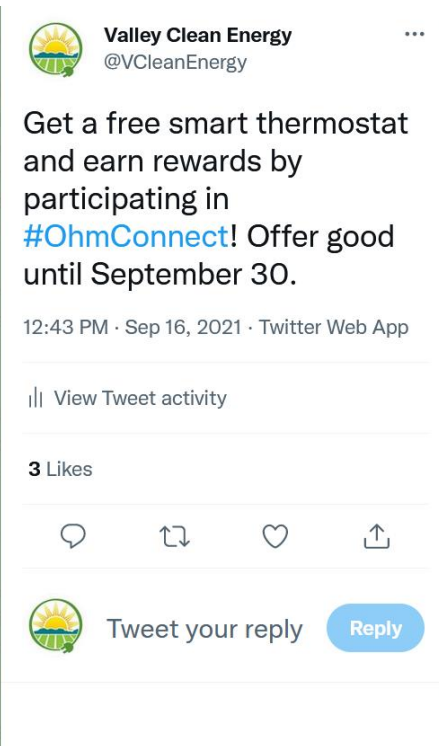 Valley Clean Energy
@VCleanEnergy
Get a free smart thermostat
and earn rewards by
participating in
#OhmConnect! Offer good
until September 30.
12:43 PM · Sep 16, 2021 · Twitter Web App
View Tweet activity
3 Likes
Tweet your reply
Reply